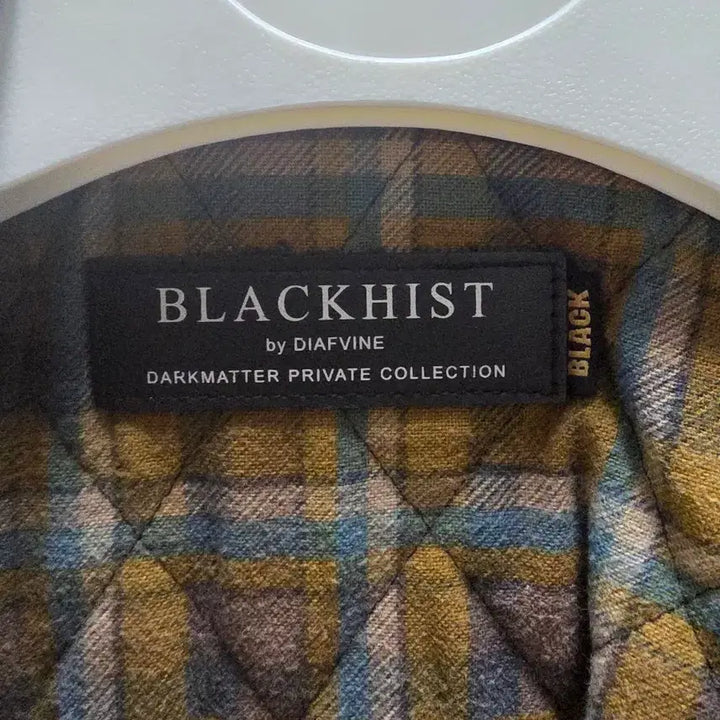 BLACKHIST
by DIAFVINE
DARKMATTER PRIVATE COLLECTION
BLACK